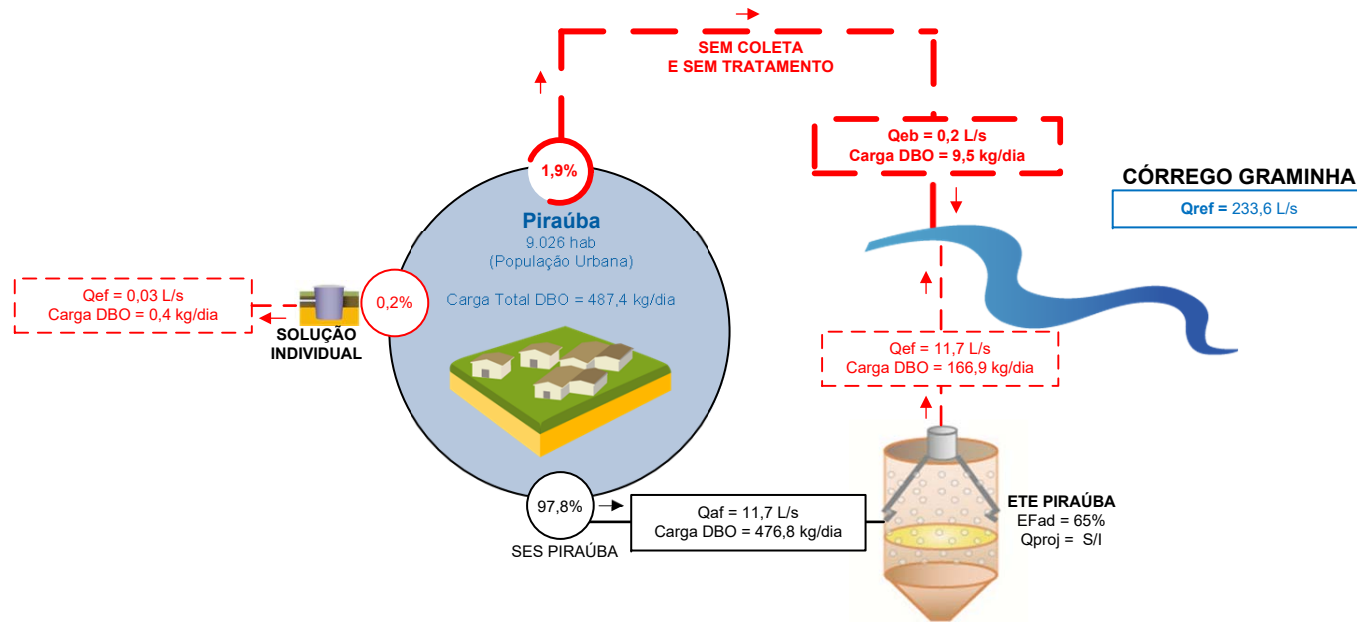 SEM COLETA
E SEM TRATAMENTO
Qeb = 0,2 L/s
Carga DBO = 9,5 kg/dia
CÓRREGO GRAMINHA
Qref = 233,6 L/s
1,9%
Piraúba
9.026 hab
(População Urbana)
Carga Total DBO = 487,4 kg/dia
0,2%
Qef = 0,03 L/s
Carga DBO = 0,4 kg/dia
SOLUÇÃO
INDIVIDUAL
Qef = 11,7 L/s
Carga DBO = 166,9 kg/dia
97,8%
SES PIRAÚBA
Qaf = 11,7 L/s
Carga DBO = 476,8 kg/dia
ETE PIRAÚBA
EFad = 65%
Qproj = S/I